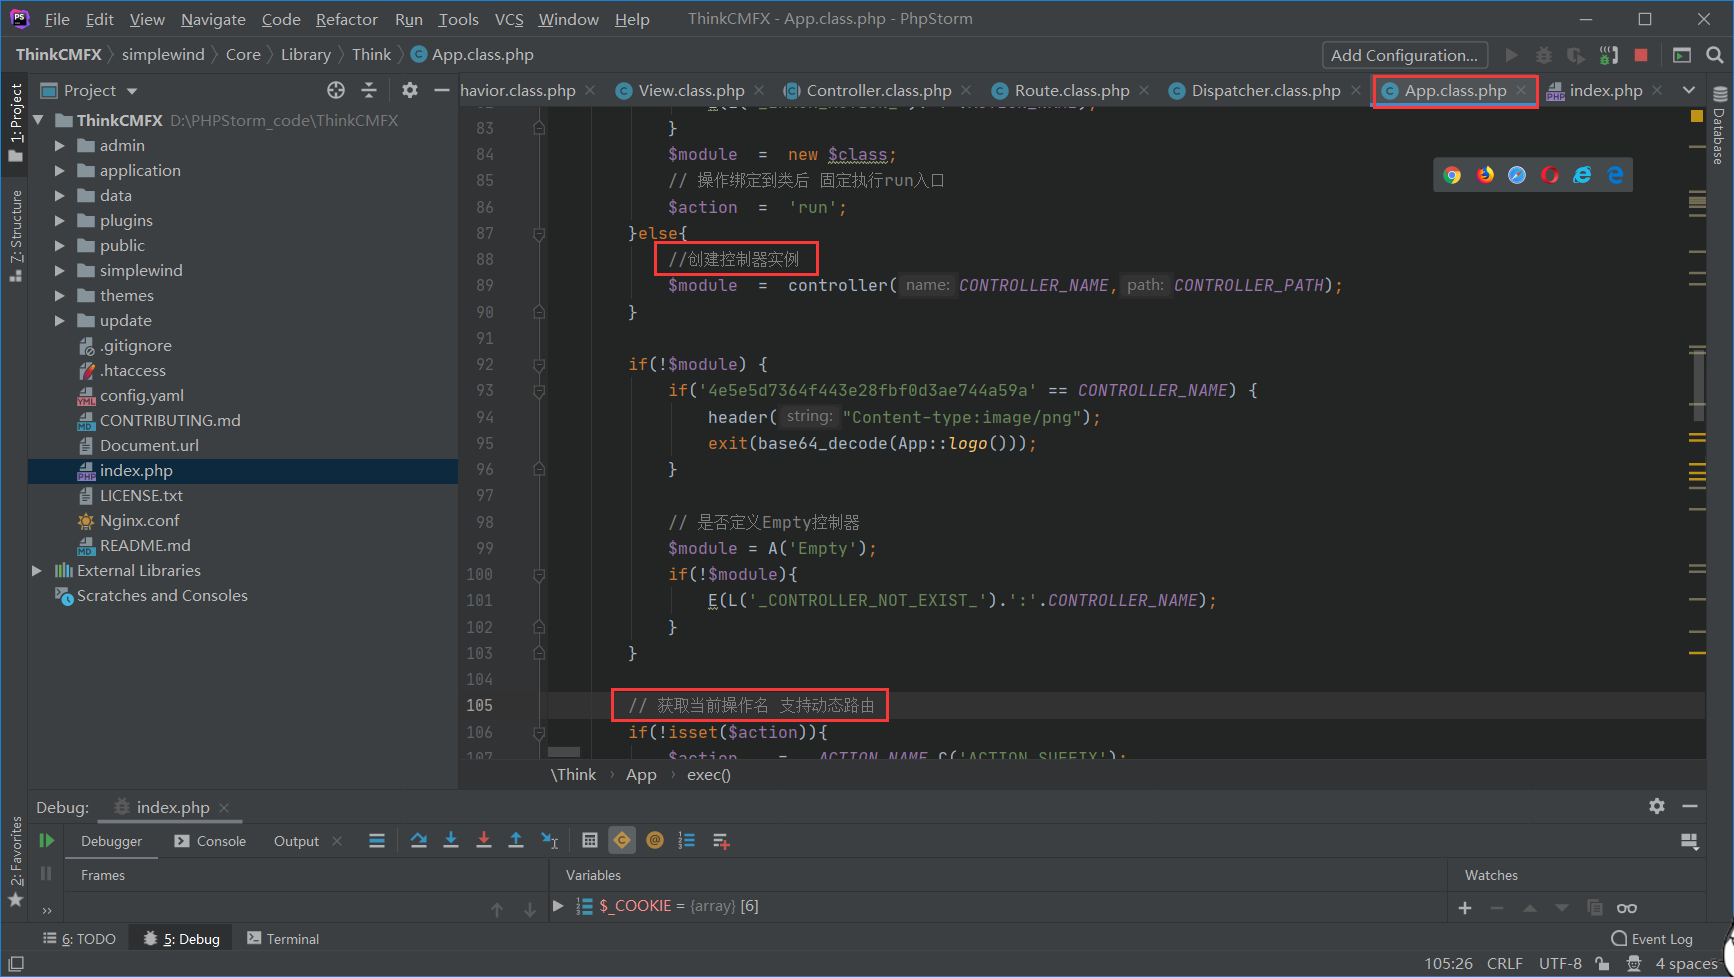 File Edit View Navigate Code Refactor Run Tools VCS Window Help ThinkCMFX - App.class.php - PhpStorm
ThinkCMFX simplewind Core Library Think App.class.php Add Configuration...
Project havior.class.php View.class.php Controller.class.php Route.class.php Dispatcher.class.php App.class.php index.php
1: Project
7: Structure
2: Favorites
Database
ThinkCMFX D:\PHPStorm_code\ThinkCMFX
admin
application
data
plugins
public
simplewind
themes
update
.gitignore
.htaccess
config.yaml
CONTRIBUTING.md
Document.url
index.php
LICENSE.txt
Nginx.conf
README.md
External Libraries
Scratches and Consoles
83 }
84 $module = new $class;
85 // 操作绑定到类后 固定执行run入口
86 $action = 'run';
87 }else{
88 //创建控制器实例
89 $module = controller( name: CONTROLLER_NAME, path: CONTROLLER_PATH);
90 }
91
92 if(!$module) {
93 if('4e5e5d7364f443e28fbf0d3ae744a59a' == CONTROLLER_NAME) {
94 header( string: "Content-type:image/png");
95 exit(base64_decode(App::logo()));
96 }
97
98 // 是否定义Empty控制器
99 $module = A('Empty');
100 if(!$module){
101 E(L('_CONTROLLER_NOT_EXIST_').':'.CONTROLLER_NAME);
102 }
103 }
104
105 // 获取当前操作名 支持动态路由
106 if(!isset($action)){
107 $action = ACTION_NAME.C('ACTION_SUFFIX');
\Think App exec()
Debug: index.php
Debugger Console Output
Frames Variables Watches
$_COOKIE = {array} [6]
6: TODO 5: Debug Terminal Event Log
105:26 CRLF UTF-8 4 spaces